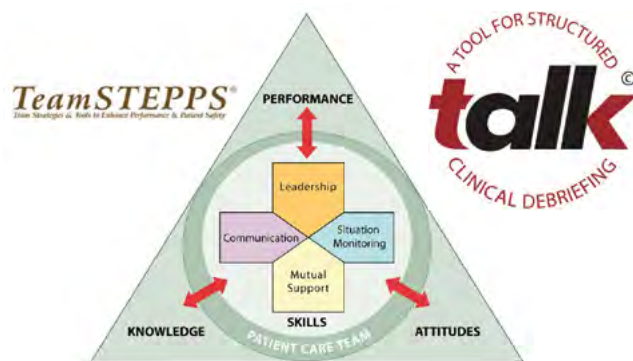 TeamSTEPPS®
Team Strategies & Tools to Enhance Performance & Patient Safety
PERFORMANCE
Leadership
Communication
Situation
Monitoring
Mutual
Support
SKILLS
KNOWLEDGE
ATTITUDES
PATIENT CARE TEAM
A TOOL FOR STRUCTURED
talk©
CLINICAL DEBRIEFING